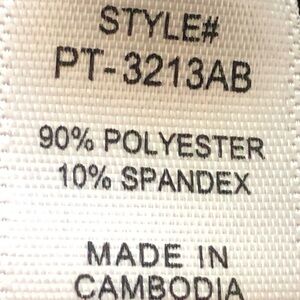 STYLE#
PT-3213AB
90% POLYESTER
10% SPANDEX
MADE IN
CAMBODIA